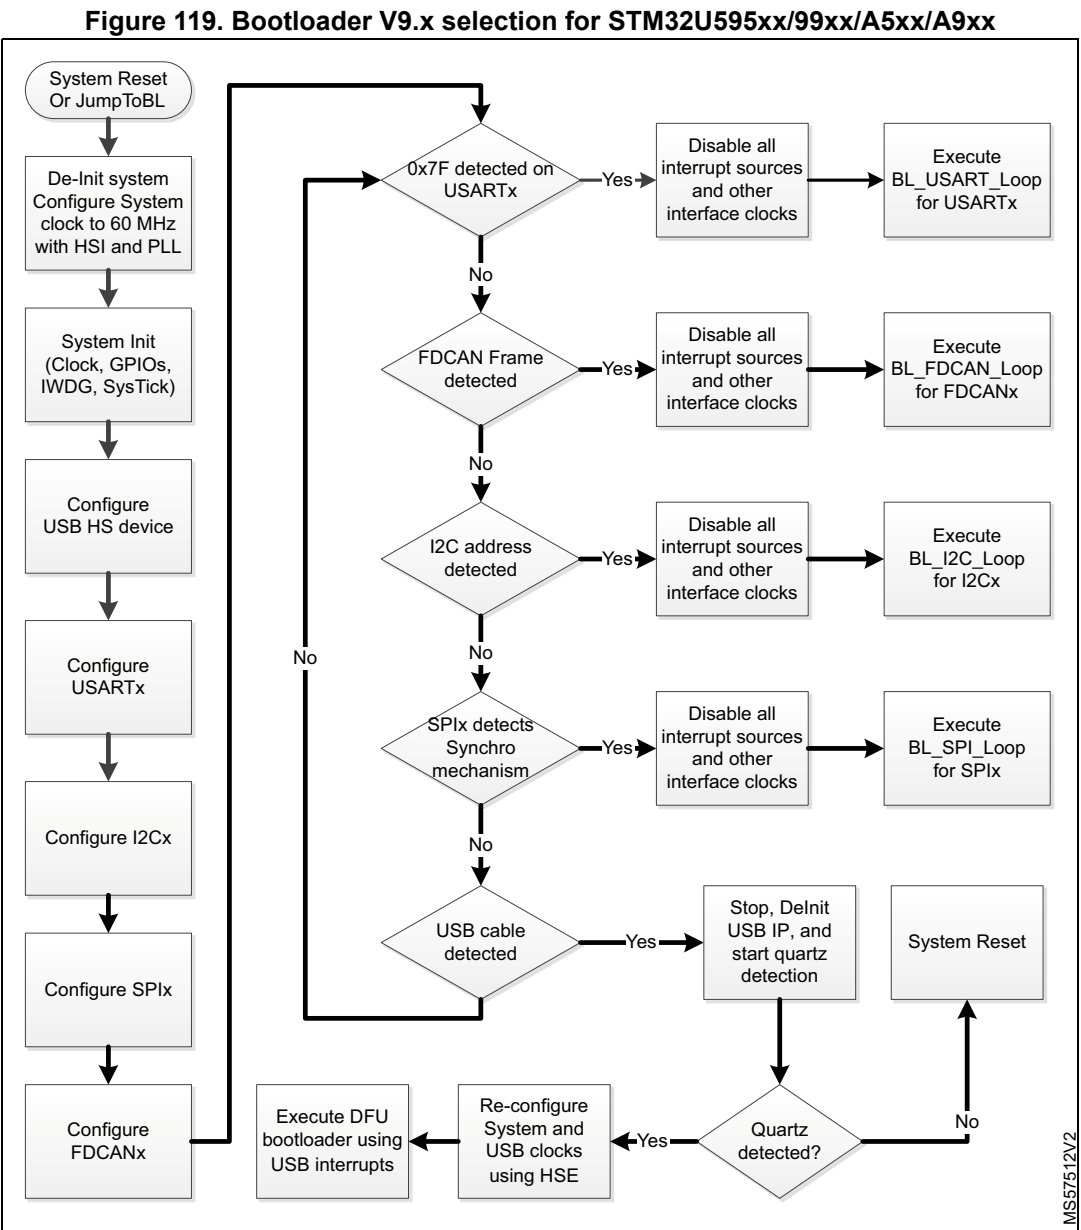 Figure 119. Bootloader V9.x selection for STM32U595xx/99xx/A5xx/A9xx
System Reset
Or JumpToBL
De-Init system
Configure System
clock to 60 MHz
with HSI and PLL
System Init
(Clock, GPIOs,
IWDG, SysTick)
Configure
USB HS device
Configure
USARTx
Configure I2Cx
Configure SPIx
Configure
FDCANx
0x7F detected on
USARTx
Yes
Disable all
interrupt sources
and other
interface clocks
Execute
BL_USART_Loop
for USARTx
No
FDCAN Frame
detected
Yes
Disable all
interrupt sources
and other
interface clocks
Execute
BL_FDCAN_Loop
for FDCANx
No
I2C address
detected
Yes
Disable all
interrupt sources
and other
interface clocks
Execute
BL_I2C_Loop
for I2Cx
No
No
SPIx detects
Synchro
mechanism
Yes
Disable all
interrupt sources
and other
interface clocks
Execute
BL_SPI_Loop
for SPIx
No
USB cable
detected
Yes
Stop, DeInit
USB IP, and
start quartz
detection
System Reset
Quartz
detected?
No
Yes
Re-configure
System and
USB clocks
using HSE
Execute DFU
bootloader using
USB interrupts
MS57512V2